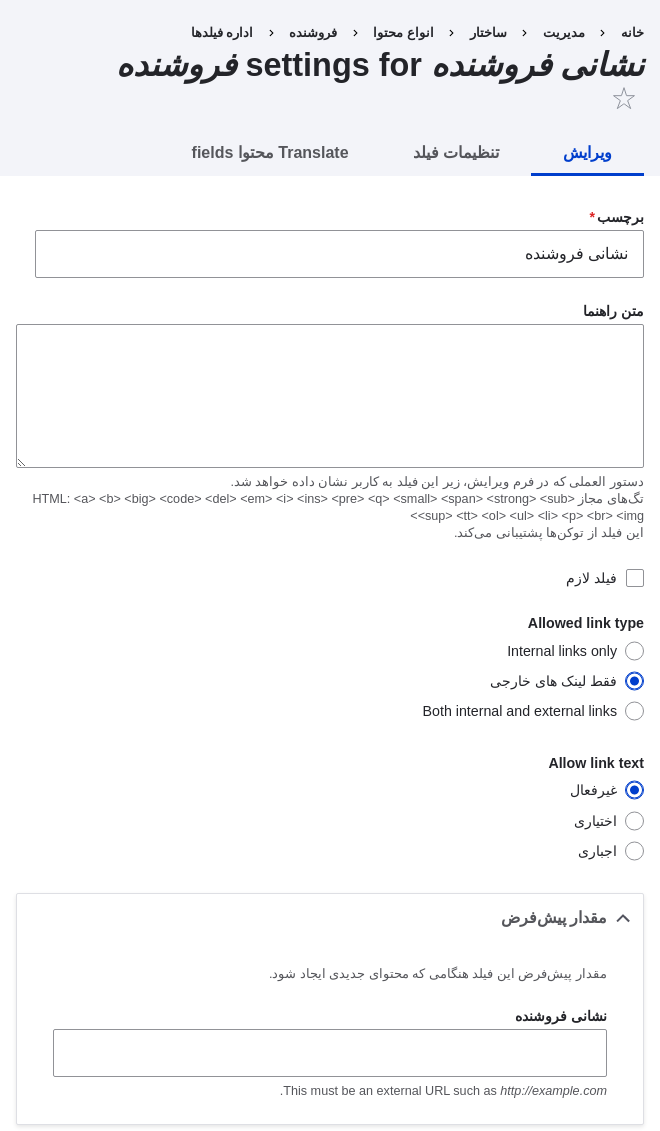 خانه
مدیریت
ساختار
انواع محتوا
فروشنده
اداره فیلدها
نشانی فروشنده settings for فروشنده
ویرایش
تنظیمات فیلد
Translate محتوا fields
برچسب*
نشانی فروشنده
متن راهنما
دستور العملی که در فرم ویرایش، زیر این فیلد به کاربر نشان داده خواهد شد.
تگ‌های مجاز HTML: <a> <b> <big> <code> <del> <em> <i> <ins> <pre> <q> <small> <span> <strong> <sub>
<sup> <tt> <ol> <ul> <li> <p> <br> <img>
این فیلد از توکن‌ها پشتیبانی می‌کند.
فیلد لازم
Allowed link type
Internal links only
فقط لینک های خارجی
Both internal and external links
Allow link text
غیرفعال
اختیاری
اجباری
مقدار پیش‌فرض
مقدار پیش‌فرض این فیلد هنگامی که محتوای جدیدی ایجاد شود.
نشانی فروشنده
This must be an external URL such as http://example.com.